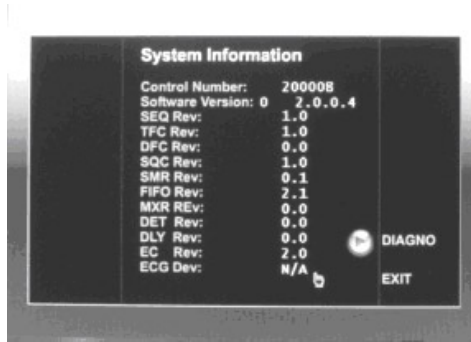 System Information
Control Number: 200008
Software Version: 0 2.0.0.4
SEQ Rev: 1.0
TFC Rev: 1.0
DFC Rev: 0.0
SQC Rev: 1.0
SMR Rev: 0.1
FIFO Rev: 2.1
MXR REv: 0.0
DET Rev: 0.0
DLY Rev: 0.0
EC Rev: 2.0
ECG Dev: N/A
DIAGNO
EXIT